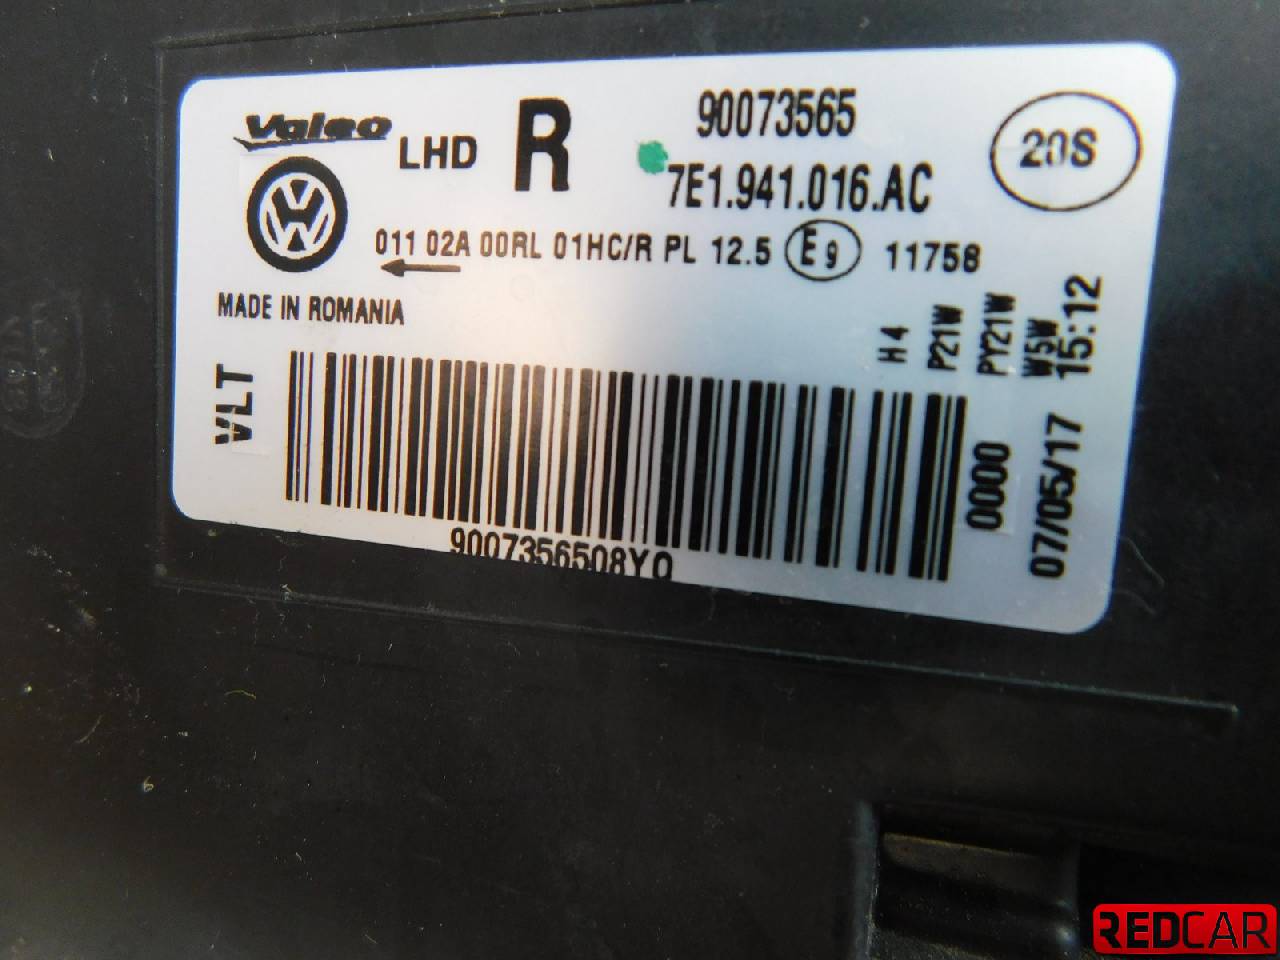 Valeo LHD R 90073565 20S
7E1.941.016.AC
011 02A 00RL 01HC/R PL 12.5 E9 11758
MADE IN ROMANIA
VLT
H4
P21W
PY21W
W5W
0000
07/05/17 15:12
9007356508Y0
REDCAR